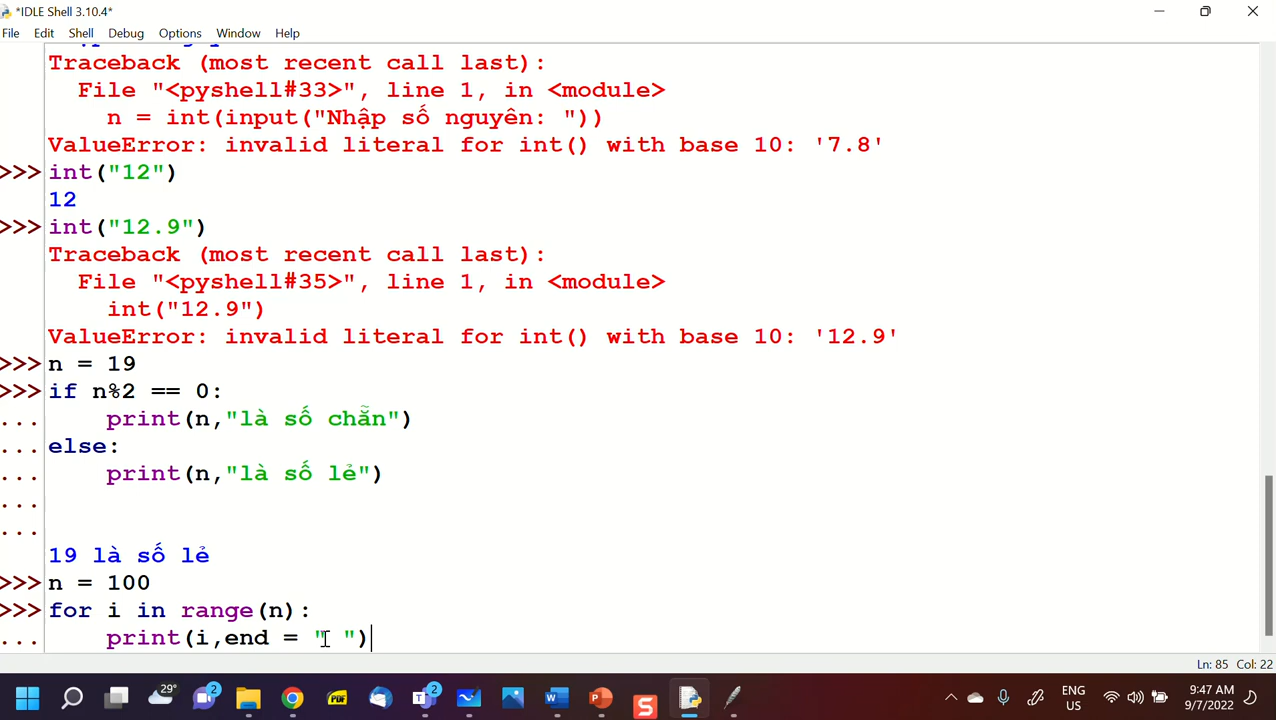 *IDLE Shell 3.10.4*
File Edit Shell Debug Options Window Help
Traceback (most recent call last):
File "<pyshell#33>", line 1, in <module>
n = int(input("Nhập số nguyên: "))
ValueError: invalid literal for int() with base 10: '7.8'
>>> int("12")
12
>>> int("12.9")
Traceback (most recent call last):
File "<pyshell#35>", line 1, in <module>
int("12.9")
ValueError: invalid literal for int() with base 10: '12.9'
>>> n = 19
>>> if n%2 == 0:
... print(n,"là số chẵn")
... else:
... print(n,"là số lẻ")
...
...
19 là số lẻ
>>> n = 100
>>> for i in range(n):
... print(i,end = " ")
Ln: 85 Col: 22
29° 2 PDF T 2 W P S
ENG
US
9:47 AM
9/7/2022